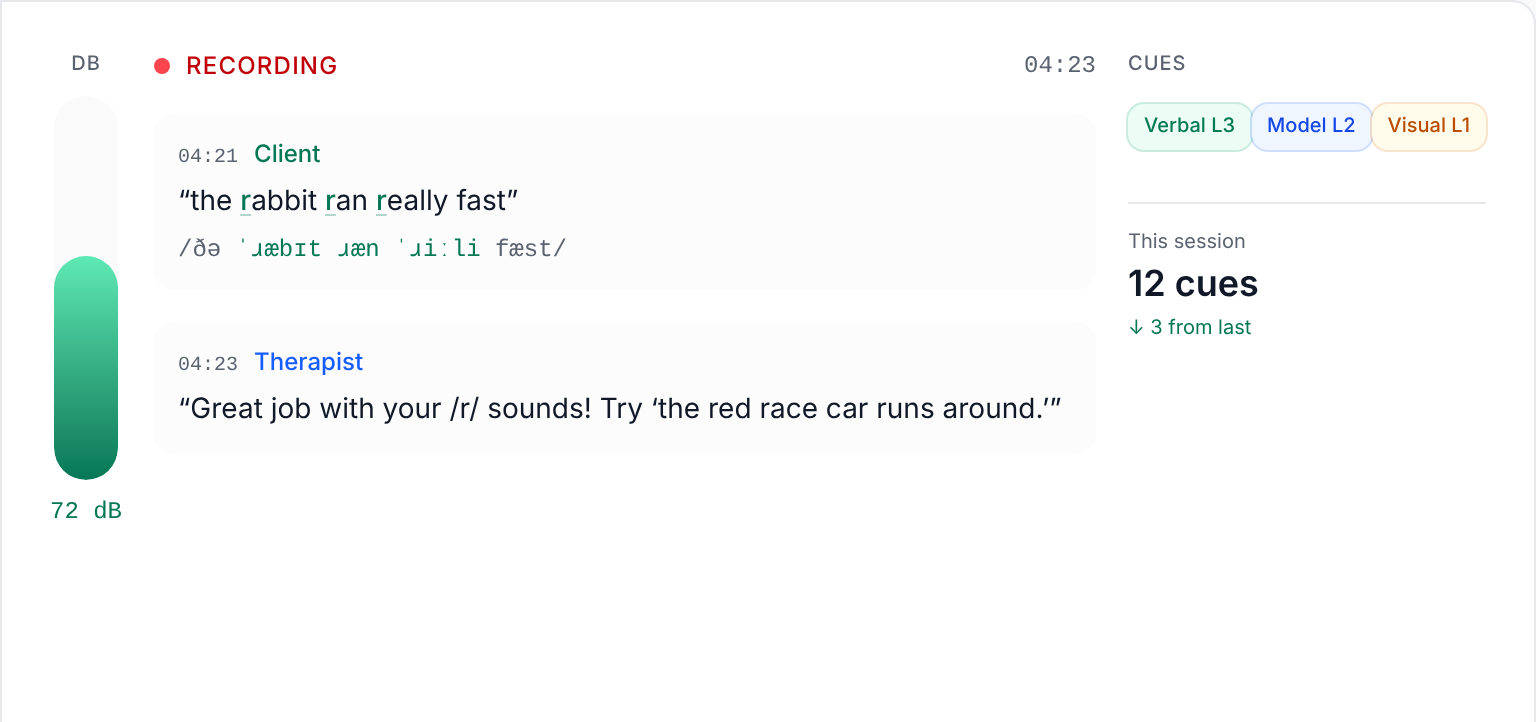 DB
72 dB
RECORDING
04:23
04:21 Client
“the rabbit ran really fast”
/ðə ˈɹæbɪt ɹæn ˈɹiːli fæst/
04:23 Therapist
“Great job with your /r/ sounds! Try ‘the red race car runs around.’”
CUES
Verbal L3 Model L2 Visual L1
This session
12 cues
↓ 3 from last